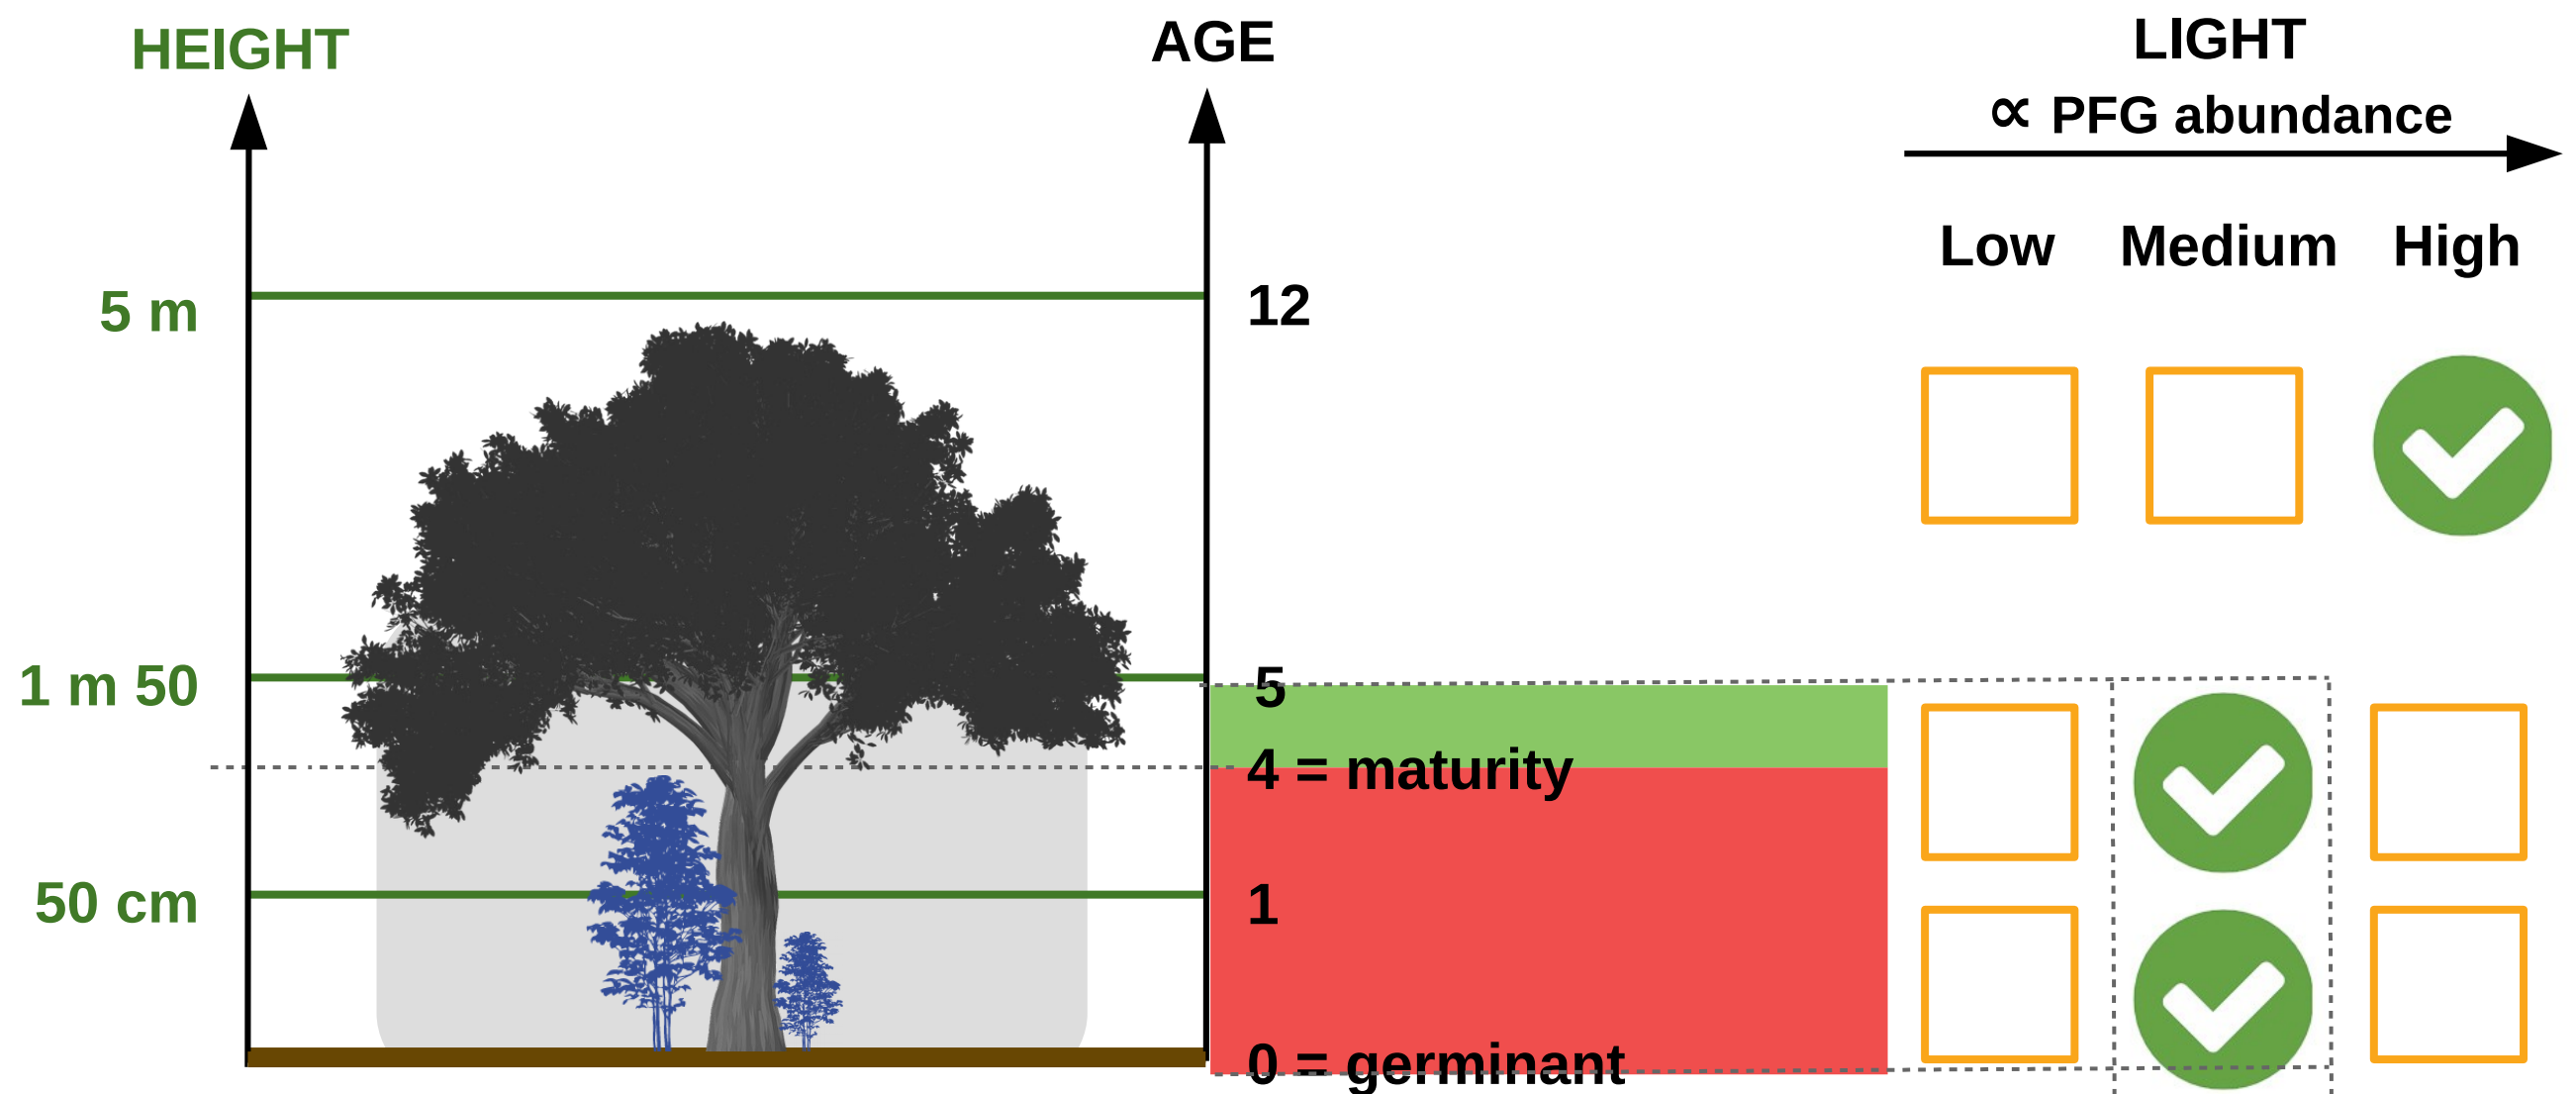 HEIGHT
AGE
LIGHT
∝ PFG abundance
Low Medium High
5 m
12
1 m 50
5
4 = maturity
50 cm
1
0 = germinant